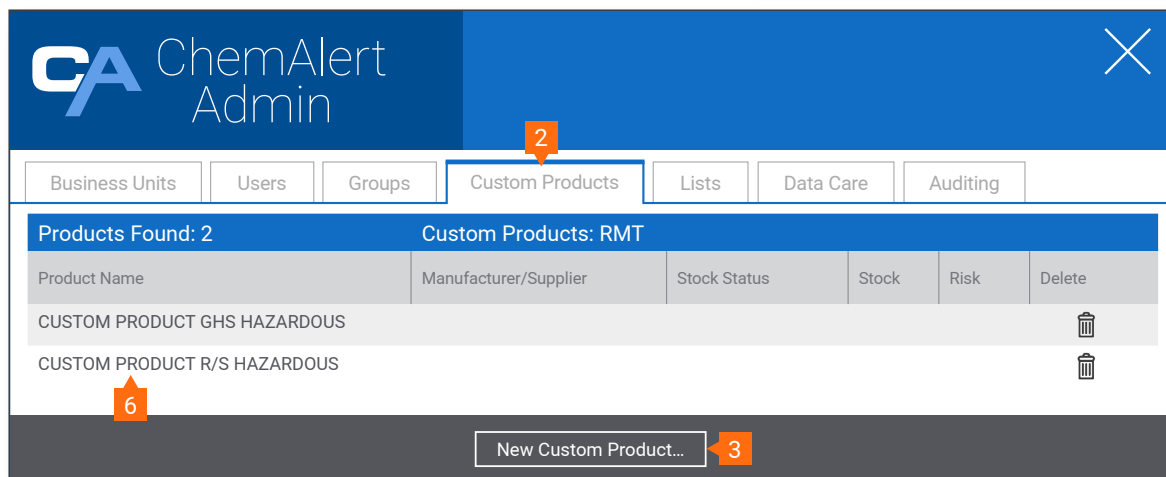 CA ChemAlert
Admin
2
Business Units Users Groups Custom Products Lists Data Care Auditing
Products Found: 2 Custom Products: RMT
Product Name Manufacturer/Supplier Stock Status Stock Risk Delete
CUSTOM PRODUCT GHS HAZARDOUS
CUSTOM PRODUCT R/S HAZARDOUS
6
New Custom Product... 3